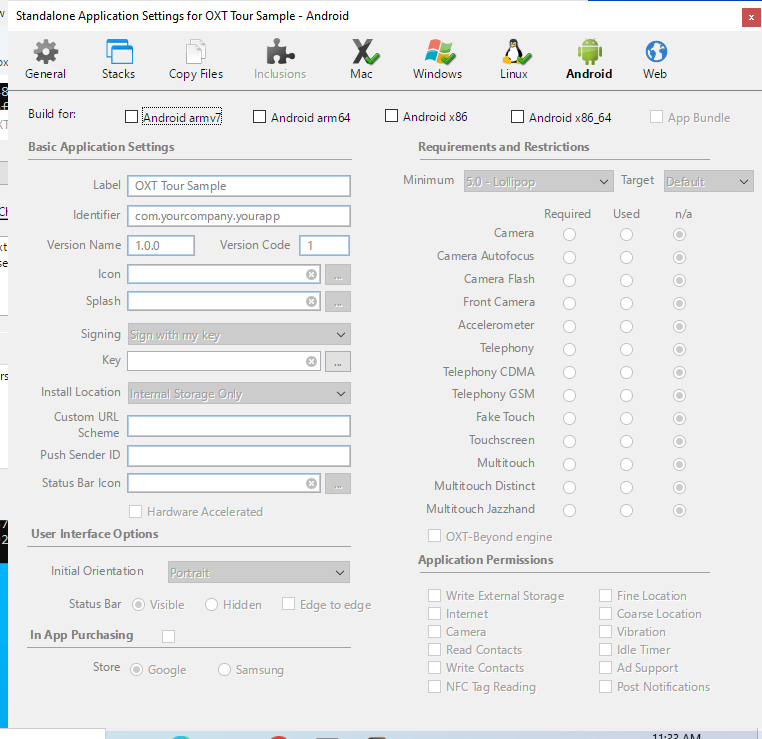 Standalone Application Settings for OXT Tour Sample - Android
General Stacks Copy Files Inclusions Mac Windows Linux Android Web
Build for: Android armv7 Android arm64 Android x86 Android x86_64 App Bundle
Basic Application Settings
Label OXT Tour Sample
Identifier com.yourcompany.yourapp
Version Name 1.0.0 Version Code 1
Icon ...
Splash ...
Signing Sign with my key
Key ...
Install Location Internal Storage Only
Custom URL
Scheme
Push Sender ID
Status Bar Icon ...
Hardware Accelerated
User Interface Options
Initial Orientation Portrait
Status Bar Visible Hidden Edge to edge
In App Purchasing
Store Google Samsung
Requirements and Restrictions
Minimum 5.0 - Lollipop Target Default
Required Used n/a
Camera
Camera Autofocus
Camera Flash
Front Camera
Accelerometer
Telephony
Telephony CDMA
Telephony GSM
Fake Touch
Touchscreen
Multitouch
Multitouch Distinct
Multitouch Jazzhand
OXT-Beyond engine
Application Permissions
Write External Storage Fine Location
Internet Coarse Location
Camera Vibration
Read Contacts Idle Timer
Write Contacts Ad Support
NFC Tag Reading Post Notifications
11:33 AM